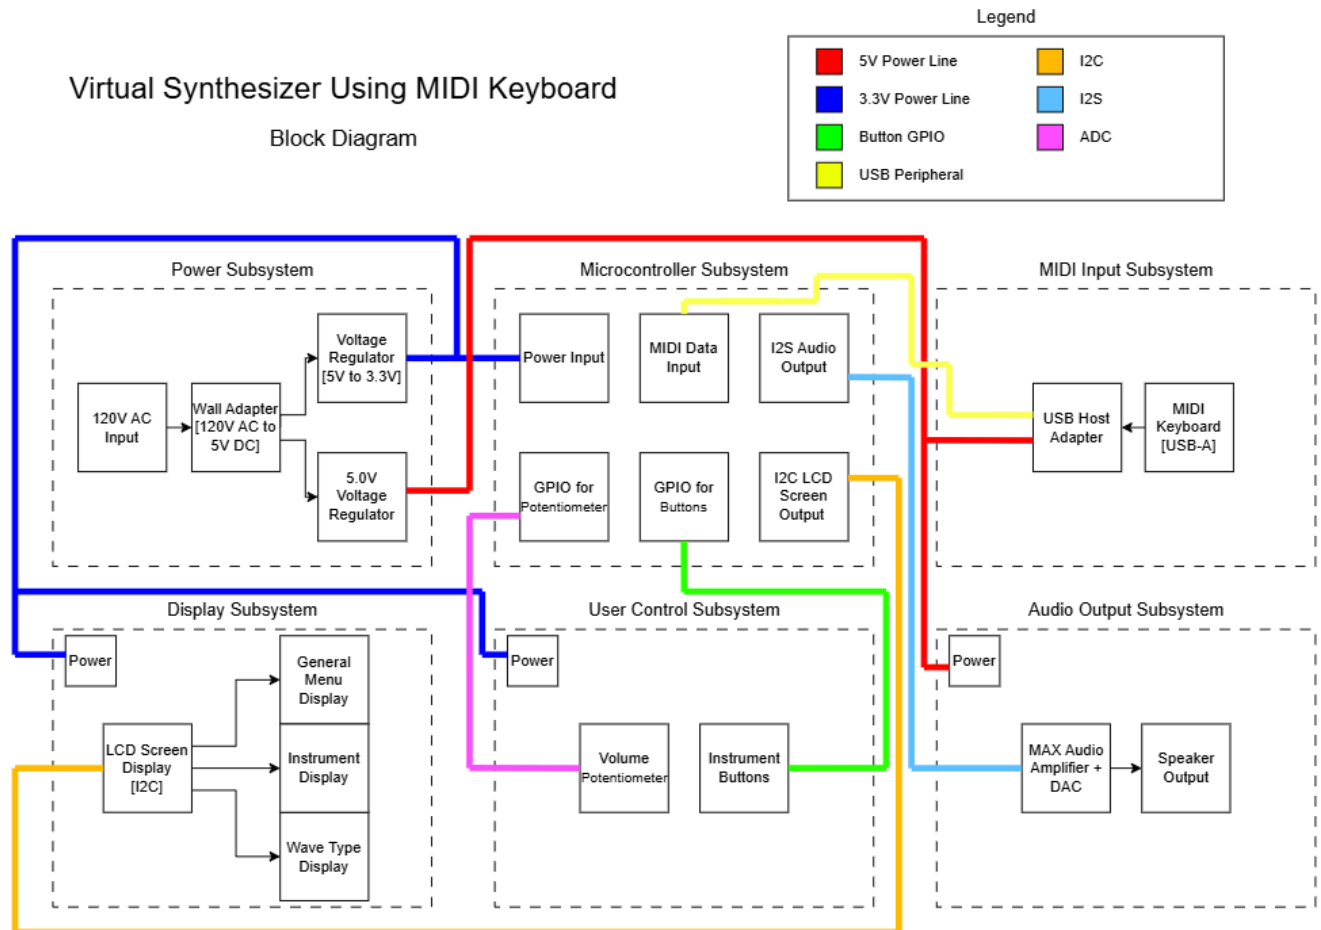 Legend
5V Power Line
I2C
3.3V Power Line
I2S
Button GPIO
ADC
USB Peripheral
Virtual Synthesizer Using MIDI Keyboard
Block Diagram
Power Subsystem
120V AC
Input
Wall Adapter
[120V AC to
5V DC]
Voltage
Regulator
[5V to 3.3V]
5.0V
Voltage
Regulator
Microcontroller Subsystem
Power Input
MIDI Data
Input
I2S Audio
Output
GPIO for
Potentiometer
GPIO for
Buttons
I2C LCD
Screen
Output
MIDI Input Subsystem
USB Host
Adapter
MIDI
Keyboard
[USB-A]
Display Subsystem
Power
LCD Screen
Display
[I2C]
General
Menu
Display
Instrument
Display
Wave Type
Display
User Control Subsystem
Power
Volume
Potentiometer
Instrument
Buttons
Audio Output Subsystem
Power
MAX Audio
Amplifier +
DAC
Speaker
Output